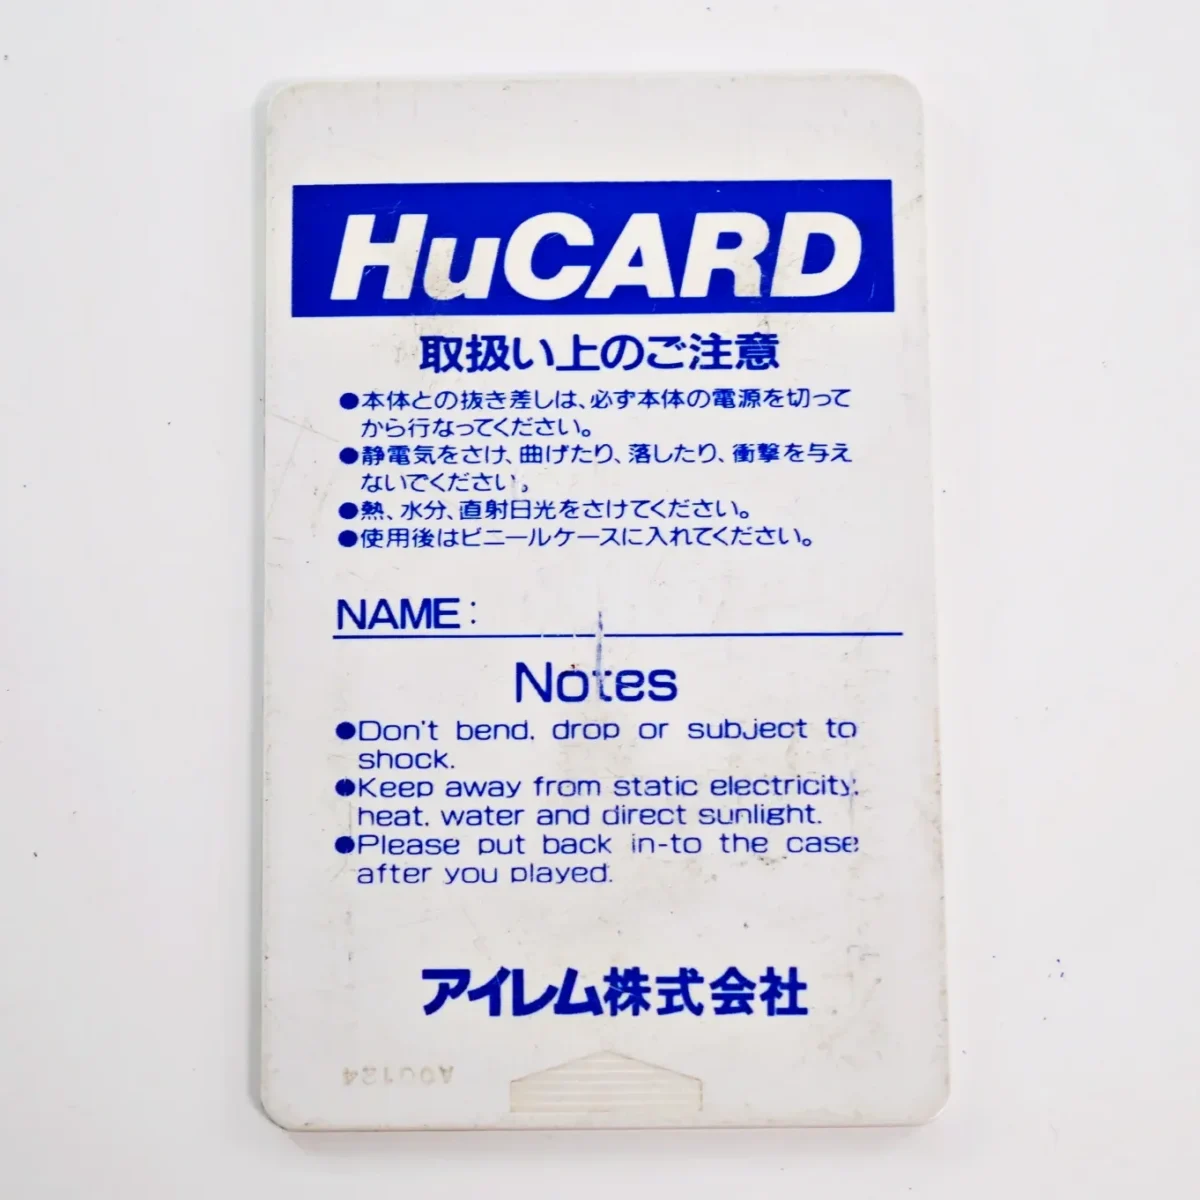 HuCARD
取扱い上のご注意
●本体との抜き差しは、必ず本体の電源を切って
から行なってください。
●静電気をさけ、曲げたり、落したり、衝撃を与え
ないでください。
●熱、水分、直射日光をさけてください。
●使用後はビニールケースに入れてください。
NAME:
Notes
●Don't bend, drop or subject to
shock.
●Keep away from static electricity,
heat, water and direct sunlight.
●Please put back in-to the case
after you played.
アイレム株式会社